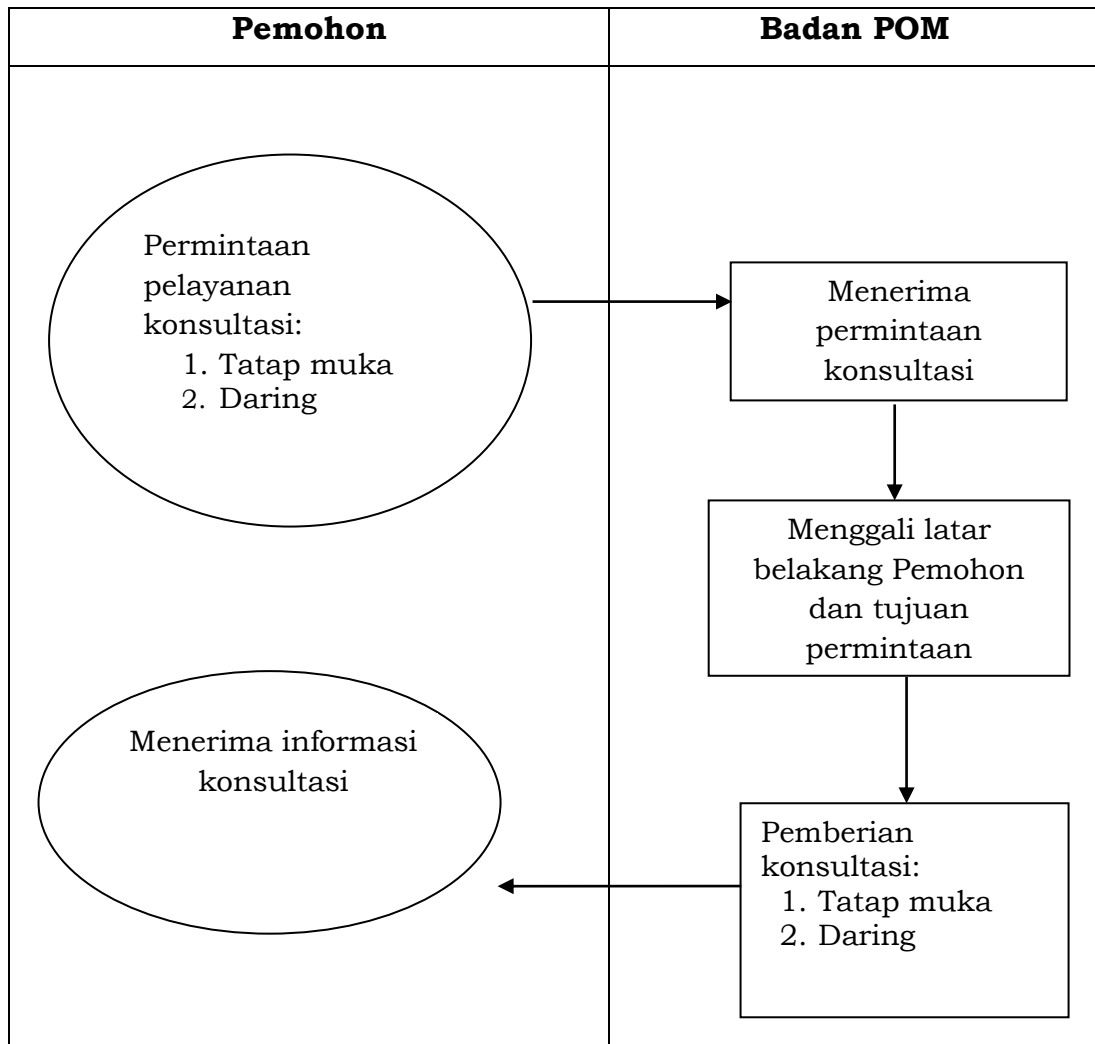 Pemohon
Badan POM
Permintaan
pelayanan
konsultasi:
1. Tatap muka
2. Daring
Menerima
permintaan
konsultasi
Menggali latar
belakang Pemohon
dan tujuan
permintaan
Menerima informasi
konsultasi
Pemberian
konsultasi:
1. Tatap muka
2. Daring